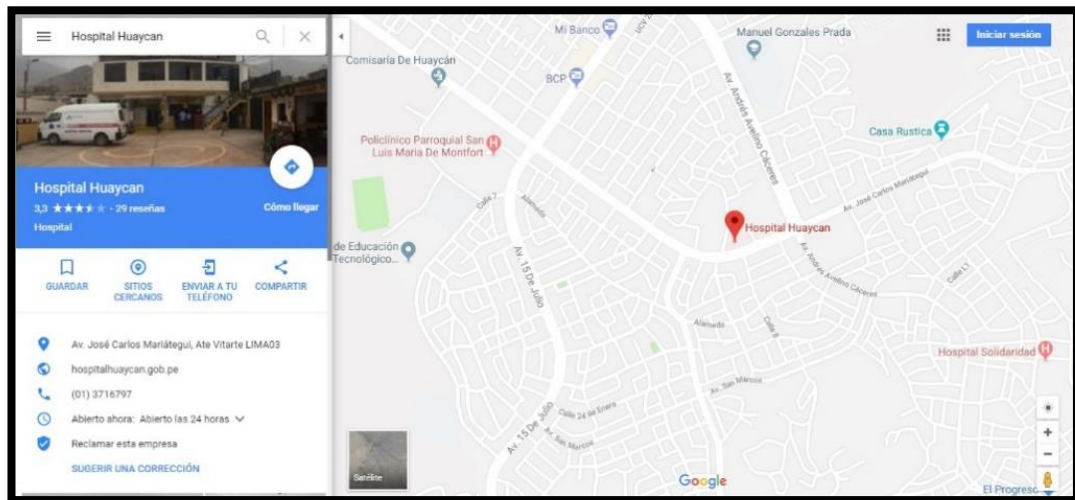 Hospital Huaycan
Hospital Huaycan
3,3 ★★★★★ · 29 reseñas
Hospital
Cómo llegar
GUARDAR
SITIOS
CERCANOS
ENVIAR A TU
TELÉFONO
COMPARTIR
Av. José Carlos Mariátegui, Ate Vitarte LIMA03
hospitalhuaycan.gob.pe
(01) 3716797
Abierto ahora: Abierto las 24 horas
Reclamar esta empresa
SUGERIR UNA CORRECCIÓN
Mi Banco
Manuel Gonzales Prada
Iniciar sesión
Comisaría De Huaycán
BCP
Av. Andrés Avelino Cáceres
Casa Rustica
Policlínico Parroquial San
Luis Maria De Montfort
Calle 7
Alameda
Av. José Carlos Mariátegui
Hospital Huaycan
de Educación
Tecnológico...
Av. 15 De Julio
Av. Andrés Avelino Cáceres
Calle L1
Alameda
Calle 8
Hospital Solidaridad
Av. San Marcos
Calle 24 de Enero
Av. 15 De Julio
Av. San Marcos
Satélite
Google
El Progreso